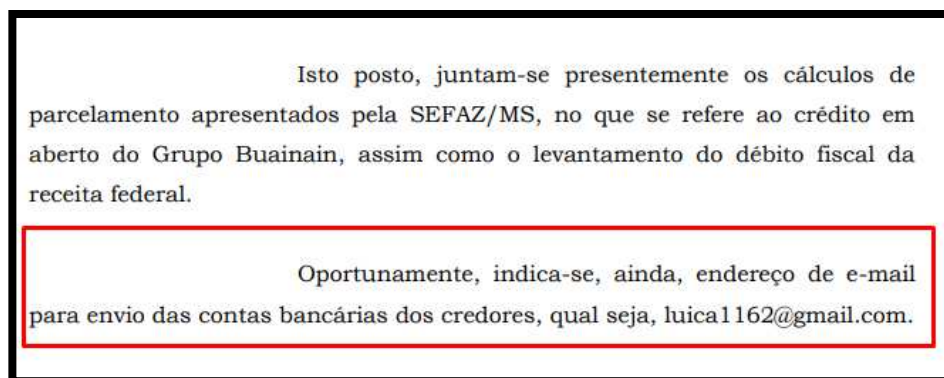 Isto posto, juntam-se presentemente os cálculos de
parcelamento apresentados pela SEFAZ/MS, no que se refere ao crédito em
aberto do Grupo Buainain, assim como o levantamento do débito fiscal da
receita federal.
Oportunamente, indica-se, ainda, endereço de e-mail
para envio das contas bancárias dos credores, qual seja, luica1162@gmail.com.